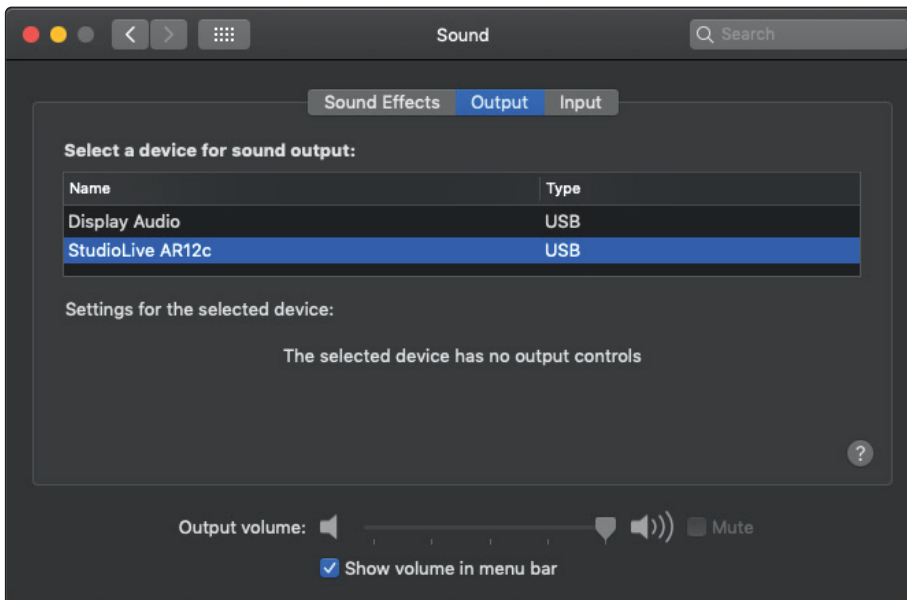 Sound
Search
Sound Effects Output Input
Select a device for sound output:
Name Type
Display Audio USB
StudioLive AR12c USB
Settings for the selected device:
The selected device has no output controls
?
Output volume: Mute
Show volume in menu bar